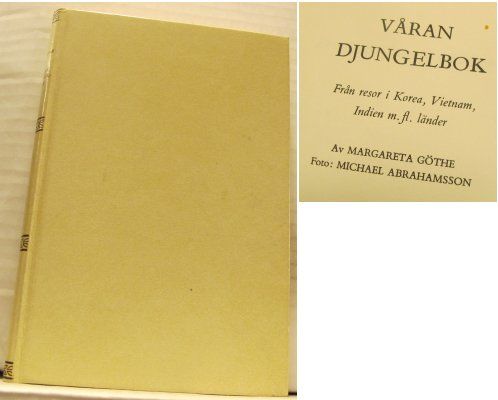 VÅRAN
DJUNGELBOK
Från resor i Korea, Vietnam,
Indien m. fl. länder
Av MARGARETA GÖTHE
Foto: MICHAEL ABRAHAMSSON